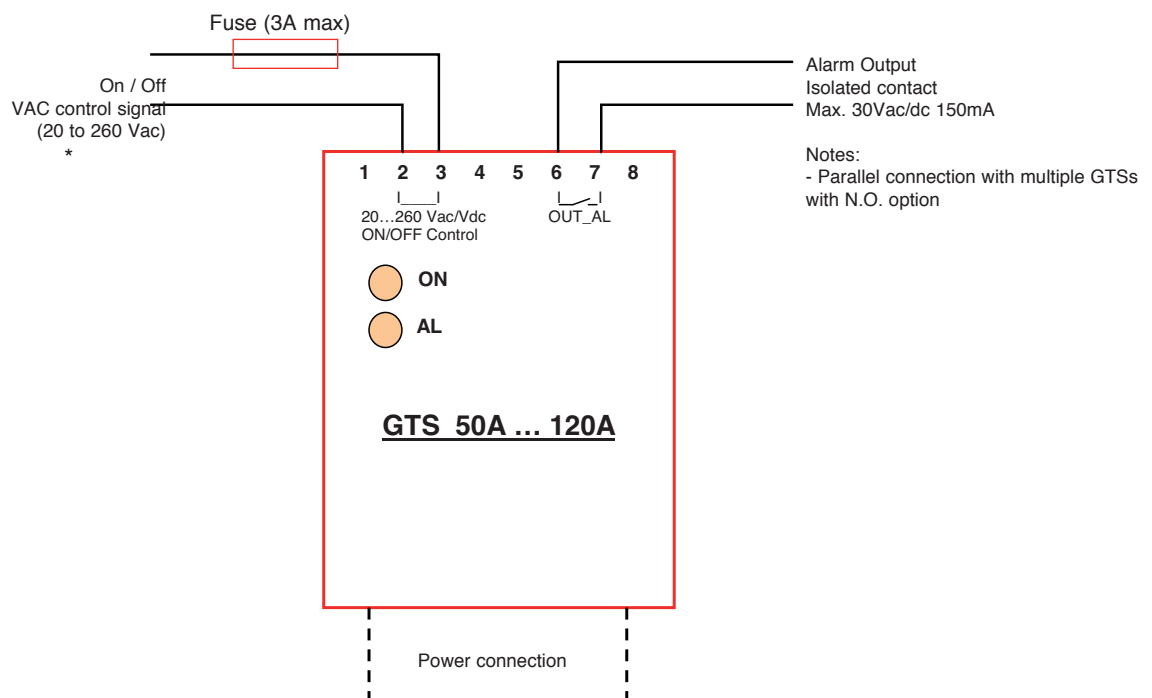 Fuse (3A max)
On / Off
VAC control signal
(20 to 260 Vac)
*
Alarm Output
Isolated contact
Max. 30Vac/dc 150mA
Notes:
- Parallel connection with multiple GTSs
with N.O. option
1 2 3 4 5 6 7 8
20...260 Vac/Vdc
ON/OFF Control
OUT_AL
ON
AL
GTS 50A ... 120A
Power connection